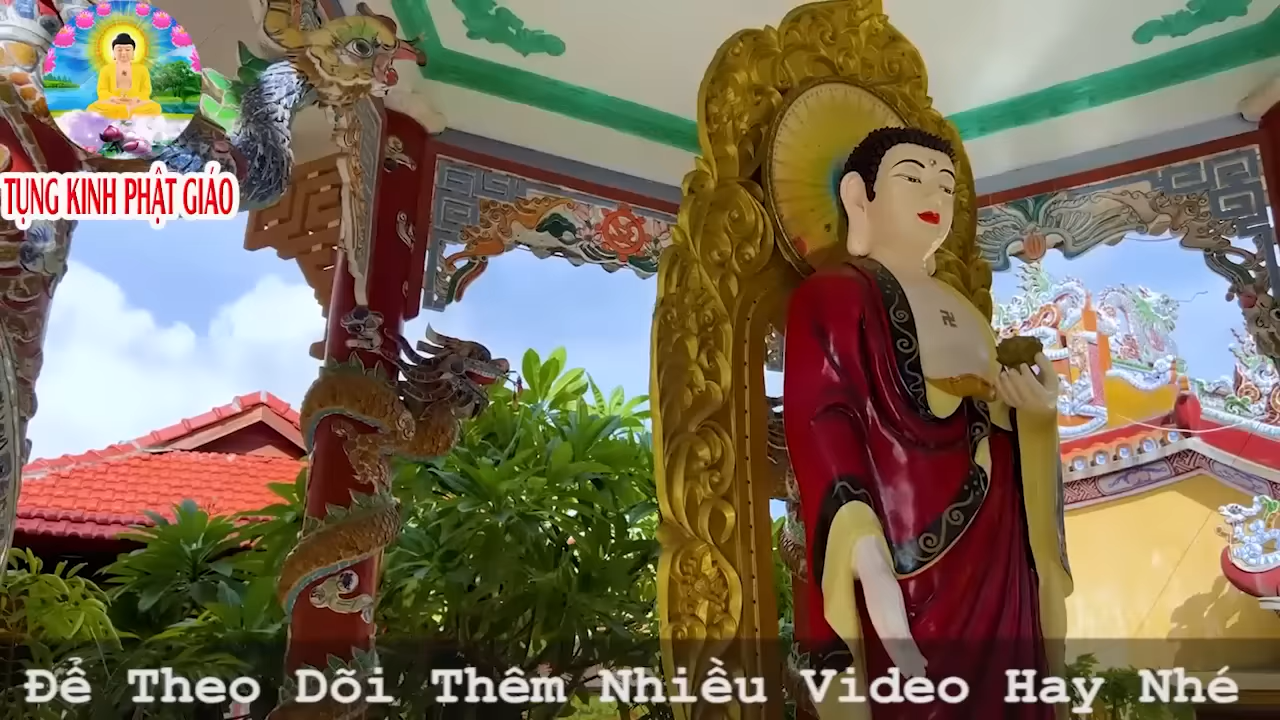 TỤNG KINH PHẬT GIÁO
Để Theo Dõi Thêm Nhiều Video Hay Nhé